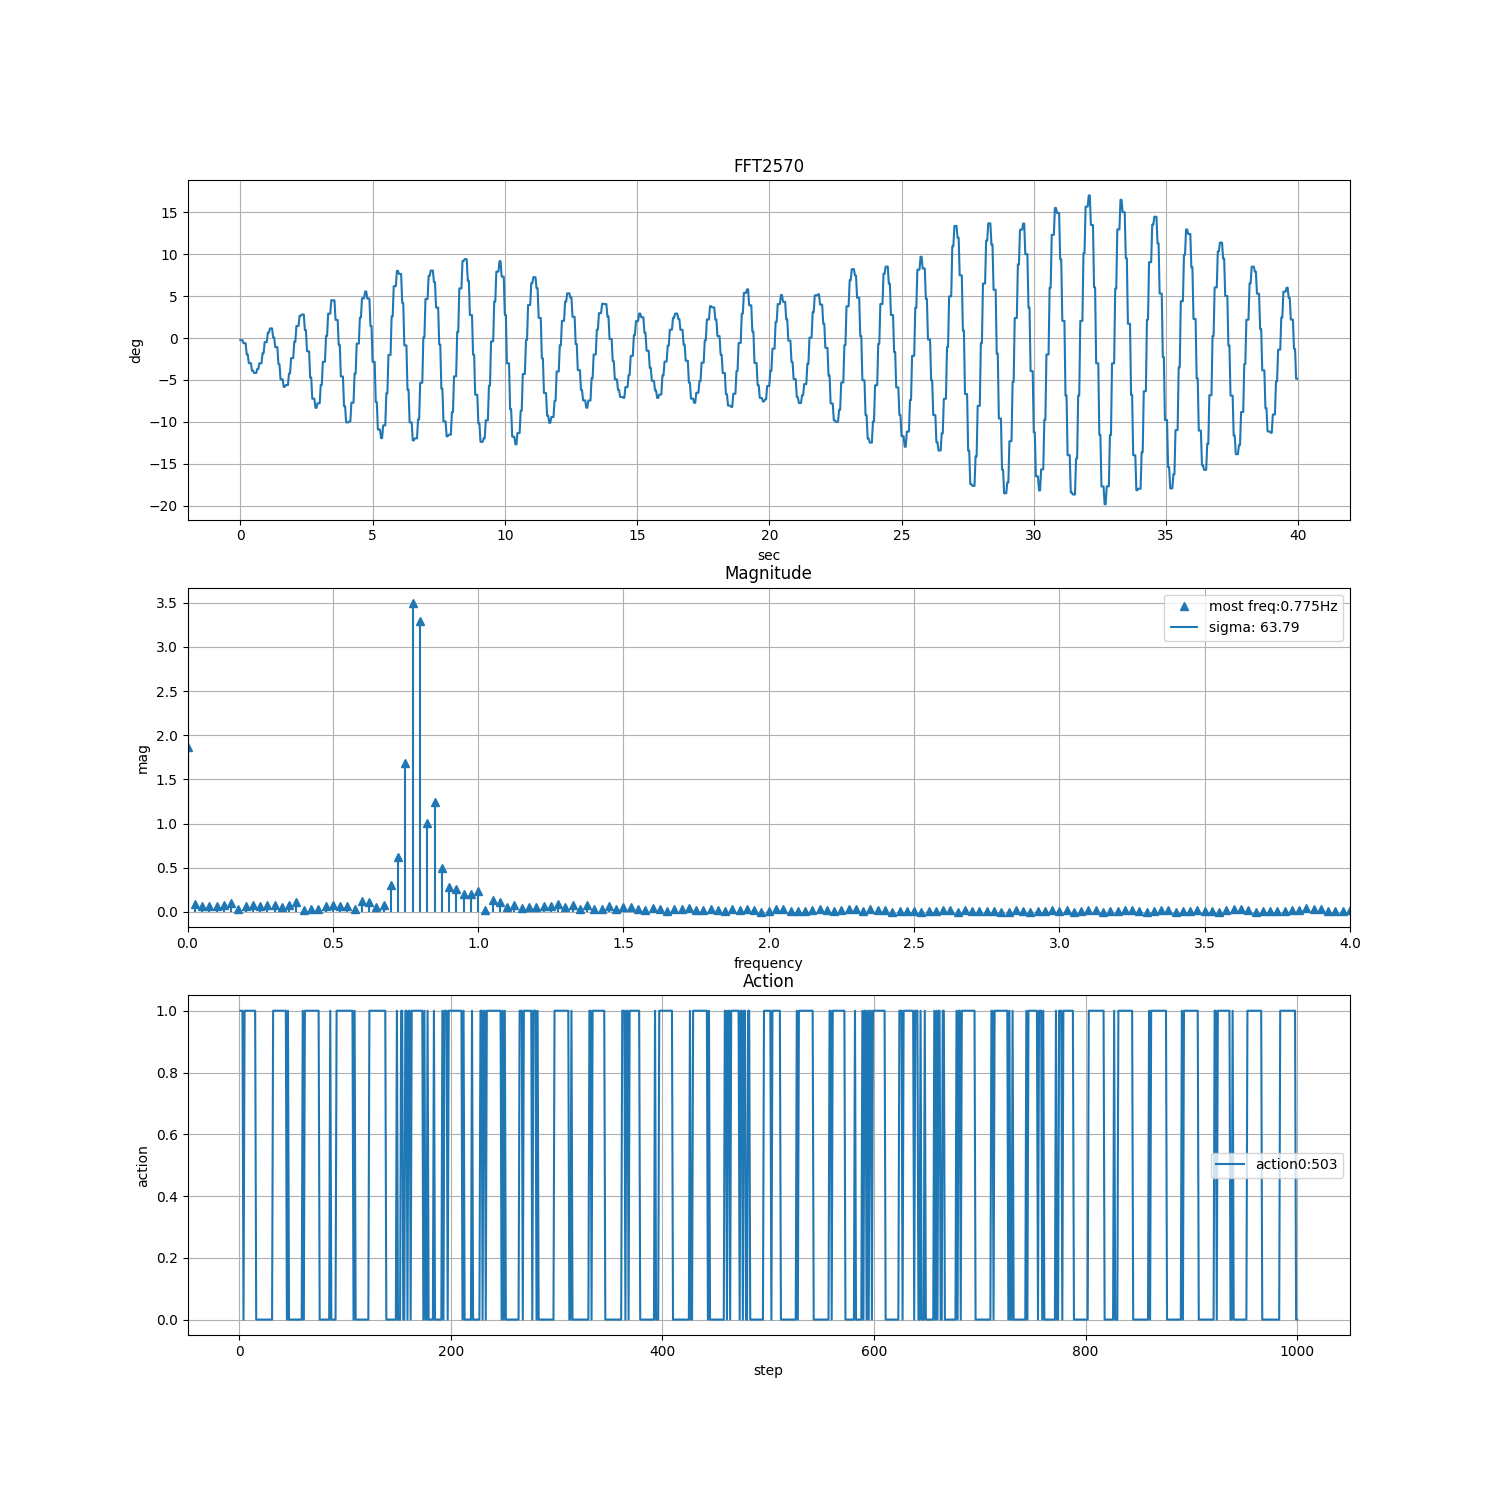 FFT2570
15
10
5
0
−5
−10
−15
−20
deg
0 5 10 15 20 25 30 35 40
sec
Magnitude
3.5
3.0
2.5
2.0
1.5
1.0
0.5
0.0
mag
most freq:0.775Hz
sigma: 63.79
0.0 0.5 1.0 1.5 2.0 2.5 3.0 3.5 4.0
frequency
Action
1.0
0.8
0.6
0.4
0.2
0.0
action
action0:503
0 200 400 600 800 1000
step